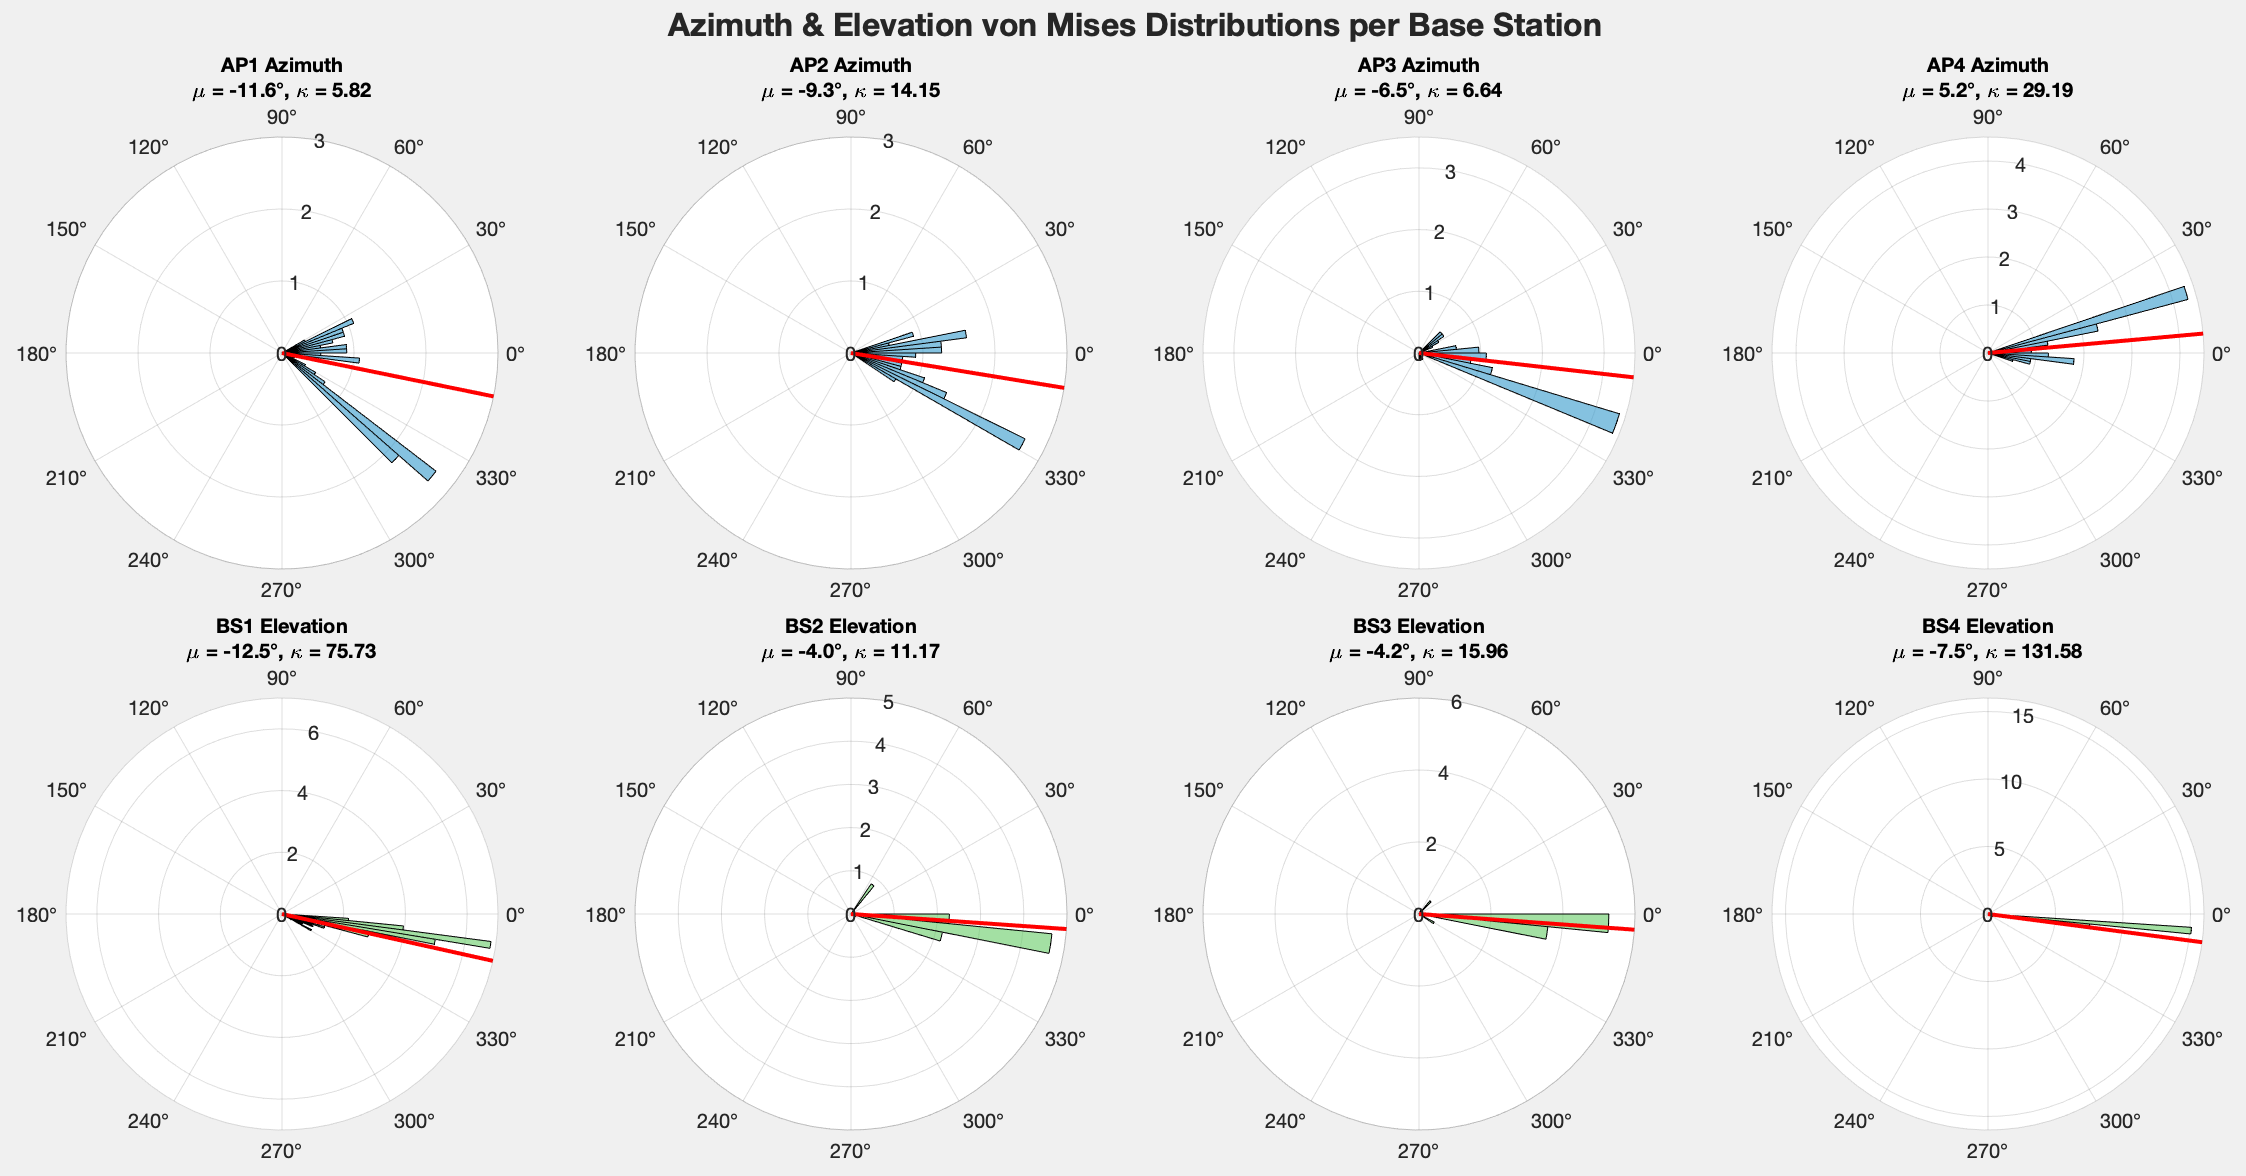 Azimuth & Elevation von Mises Distributions per Base Station
AP1 Azimuth
μ = -11.6°, κ = 5.82
90°
120° 3 60°
150° 2 30°
1
180° 0 0°
210° 330°
240° 300°
270°
AP2 Azimuth
μ = -9.3°, κ = 14.15
90°
120° 3 60°
150° 2 30°
1
180° 0 0°
210° 330°
240° 300°
270°
AP3 Azimuth
μ = -6.5°, κ = 6.64
90°
120° 60°
3
150° 2 30°
1
180° 0 0°
210° 330°
240° 300°
270°
AP4 Azimuth
μ = 5.2°, κ = 29.19
90°
120° 60°
4
150° 3 30°
2
1
180° 0 0°
210° 330°
240° 300°
270°
BS1 Elevation
μ = -12.5°, κ = 75.73
90°
120° 60°
6
150° 4 30°
2
180° 0 0°
210° 330°
240° 300°
270°
BS2 Elevation
μ = -4.0°, κ = 11.17
90°
120° 5 60°
4
150° 3 30°
2
1
180° 0 0°
210° 330°
240° 300°
270°
BS3 Elevation
μ = -4.2°, κ = 15.96
90°
120° 6 60°
150° 4 30°
2
180° 0 0°
210° 330°
240° 300°
270°
BS4 Elevation
μ = -7.5°, κ = 131.58
90°
120° 60°
15
150° 10 30°
5
180° 0 0°
210° 330°
240° 300°
270°